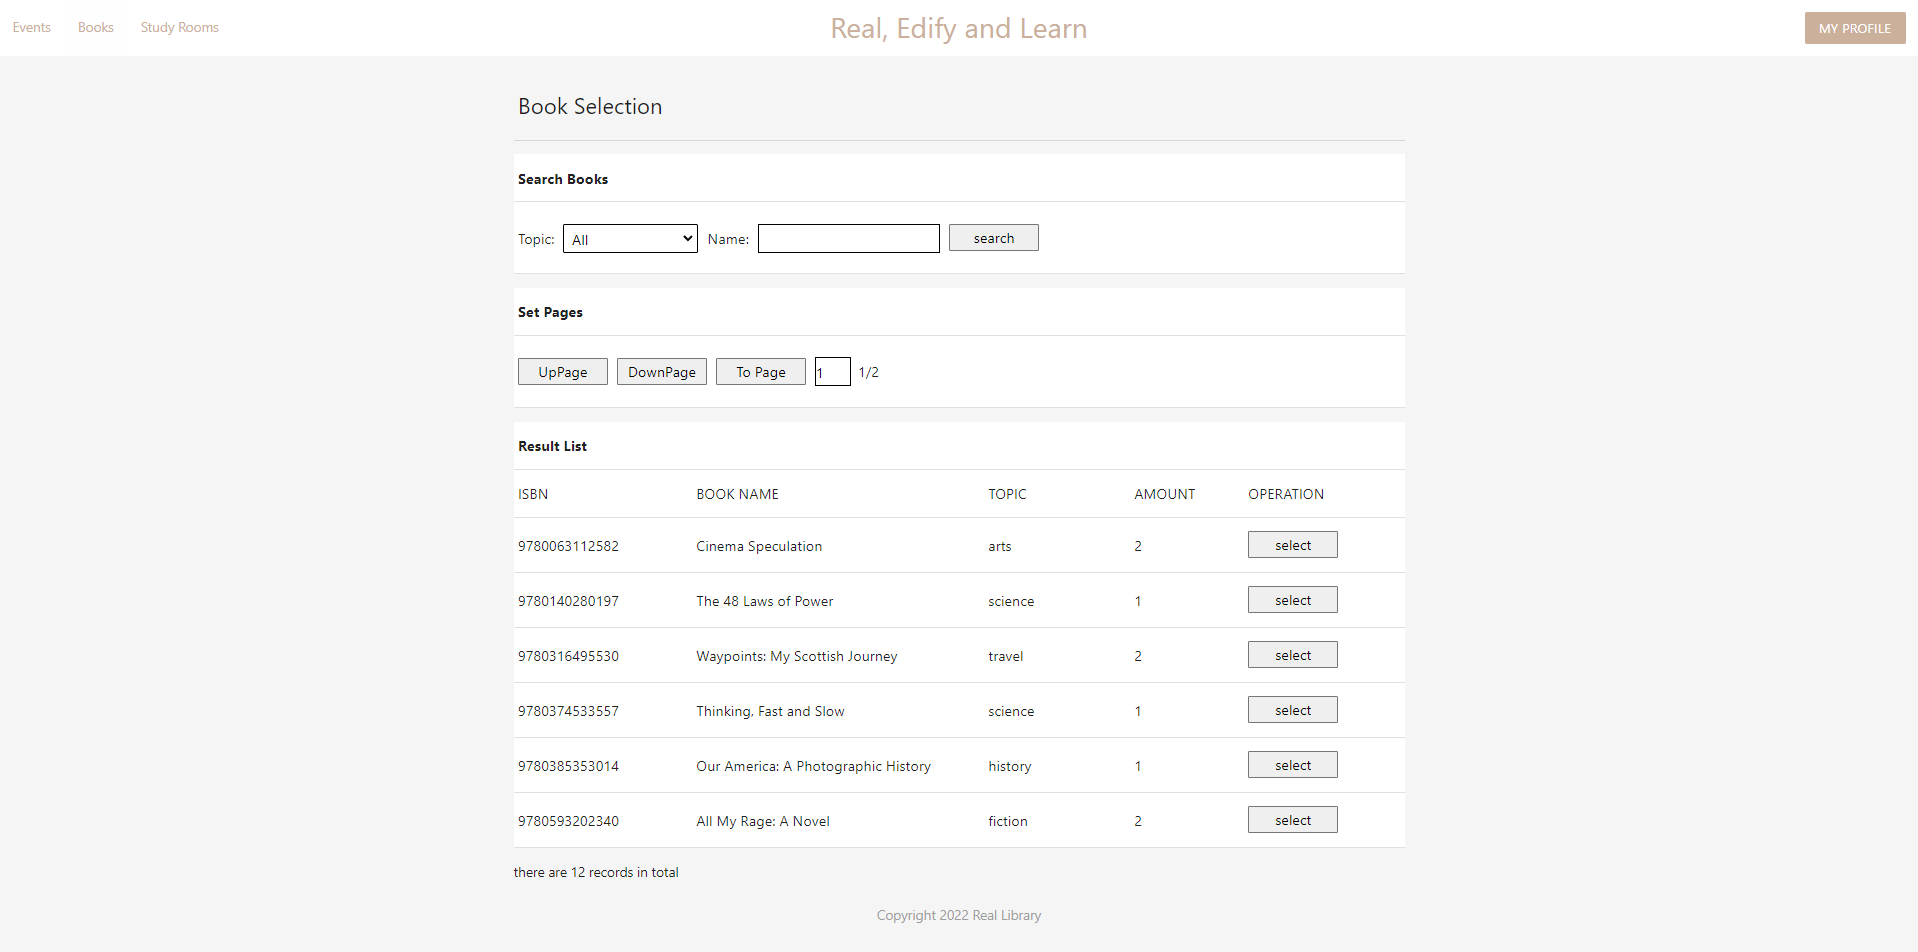 Events Books Study Rooms Real, Edify and Learn MY PROFILE
Book Selection
Search Books
Topic: All Name: search
Set Pages
UpPage DownPage To Page 1 1/2
Result List
ISBN BOOK NAME TOPIC AMOUNT OPERATION
9780063112582 Cinema Speculation arts 2 select
9780140280197 The 48 Laws of Power science 1 select
9780316495530 Waypoints: My Scottish Journey travel 2 select
9780374533557 Thinking, Fast and Slow science 1 select
9780385353014 Our America: A Photographic History history 1 select
9780593202340 All My Rage: A Novel fiction 2 select
there are 12 records in total
Copyright 2022 Real Library